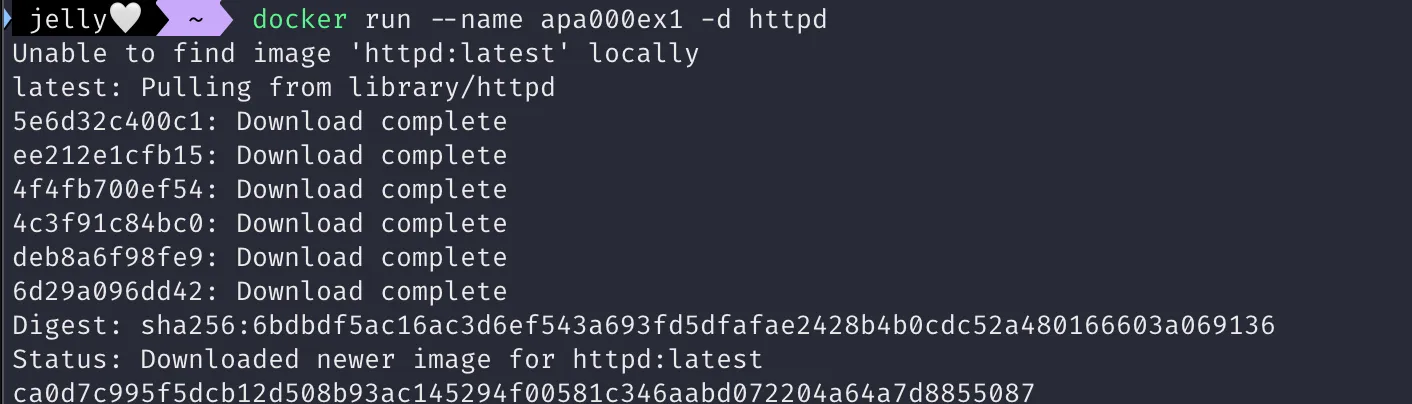 jelly🤍 ~ docker run --name apa000ex1 -d httpd
Unable to find image 'httpd:latest' locally
latest: Pulling from library/httpd
5e6d32c400c1: Download complete
ee212e1cfb15: Download complete
4f4fb700ef54: Download complete
4c3f91c84bc0: Download complete
deb8a6f98fe9: Download complete
6d29a096dd42: Download complete
Digest: sha256:6bdbdf5ac16ac3d6ef543a693fd5dfafae2428b4b0cdc52a480166603a069136
Status: Downloaded newer image for httpd:latest
ca0d7c995f5dcb12d508b93ac145294f00581c346aabd072204a64a7d8855087